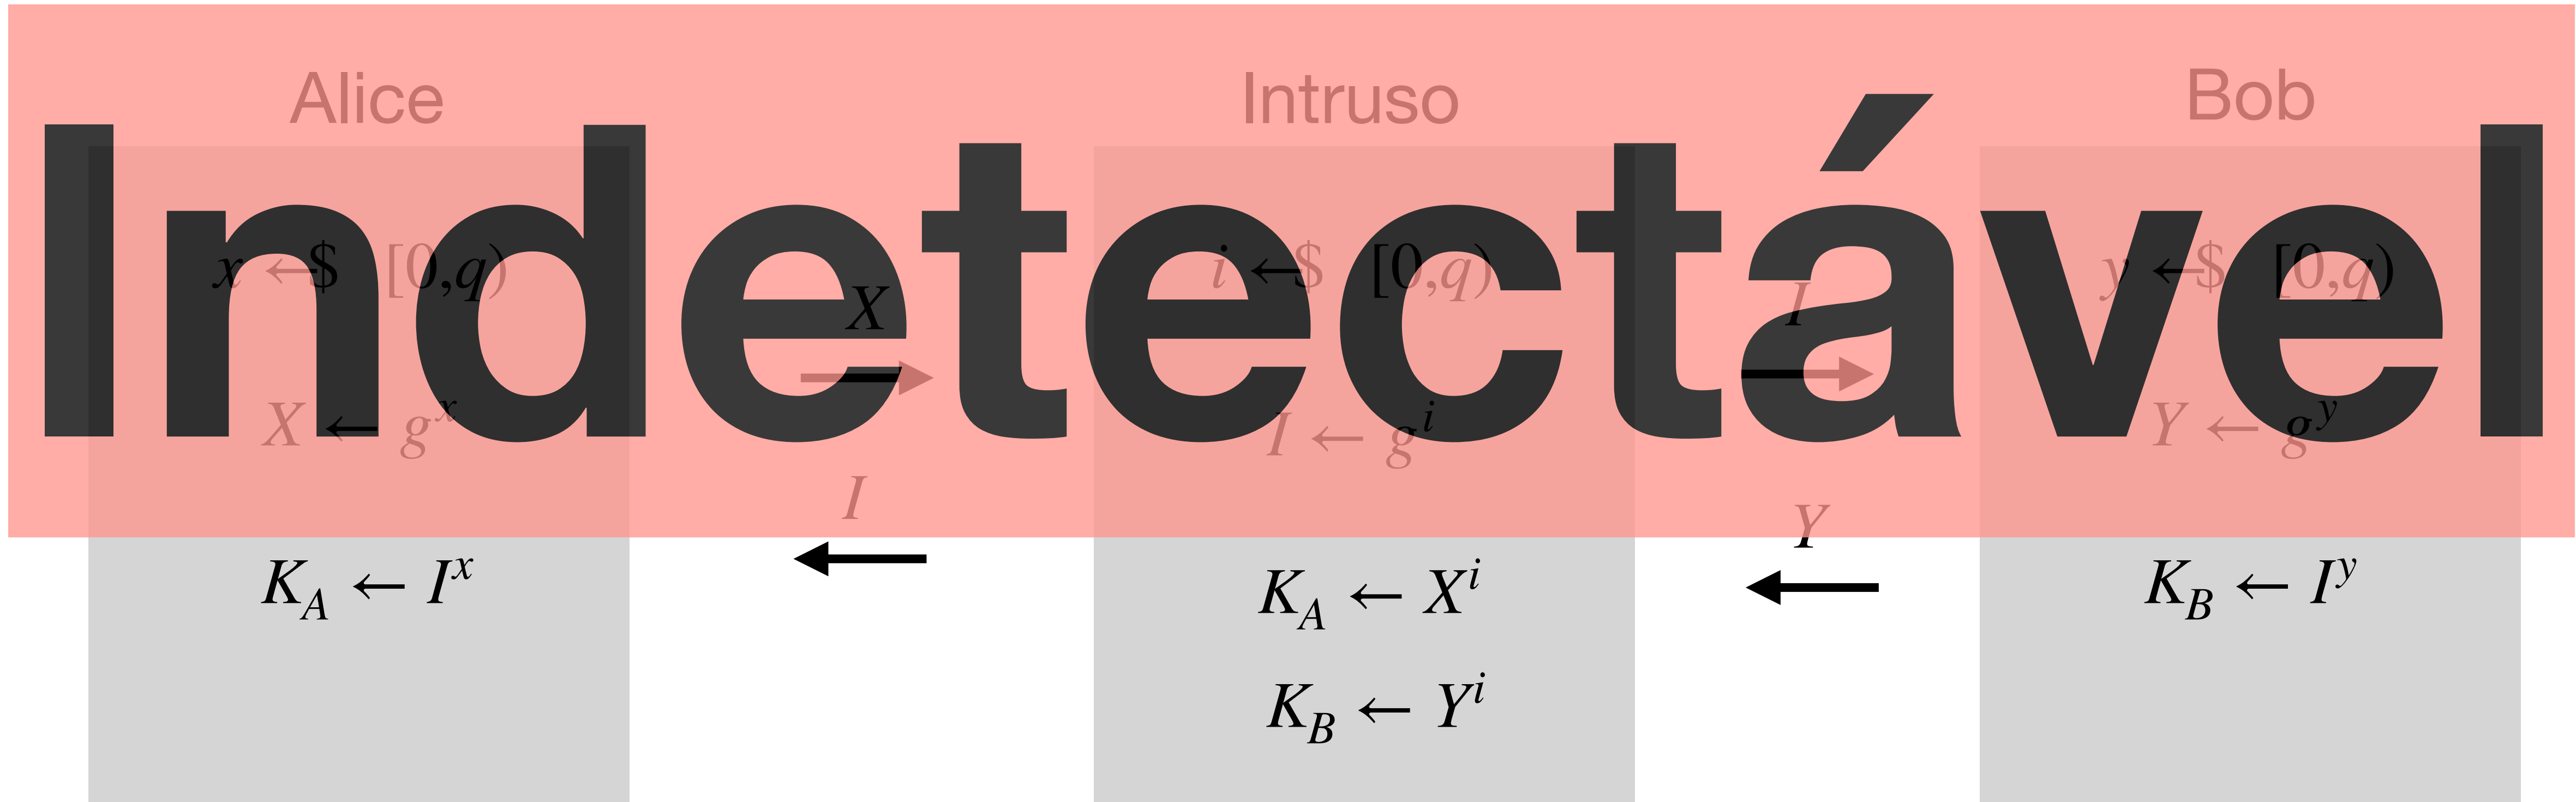 Indetectável
Alice Intruso Bob
x ←$ [0,q) i ←$ [0,q) y ←$ [0,q)
X I
X ← g^x I ← g^i Y ← g^y
I Y
K_A ← I^x K_A ← X^i K_B ← I^y
K_B ← Y^i